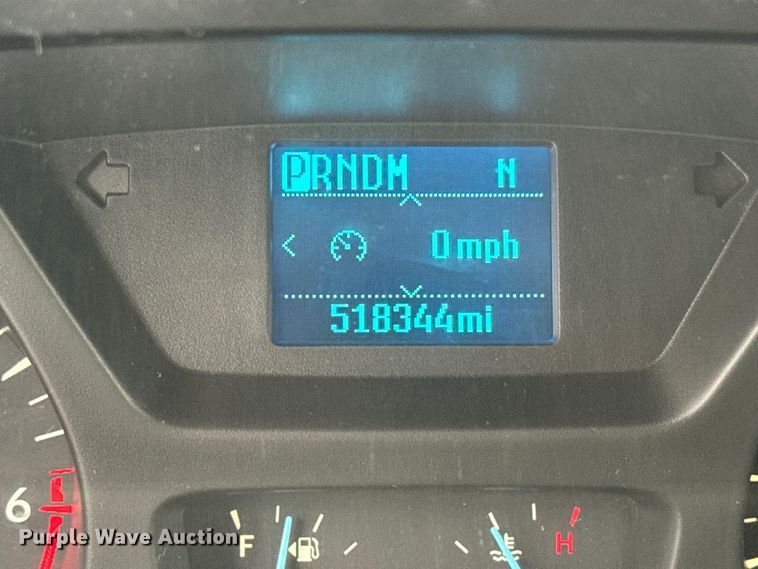 PRNDM N
0mph
518344mi
6
F
H
Purple Wave Auction